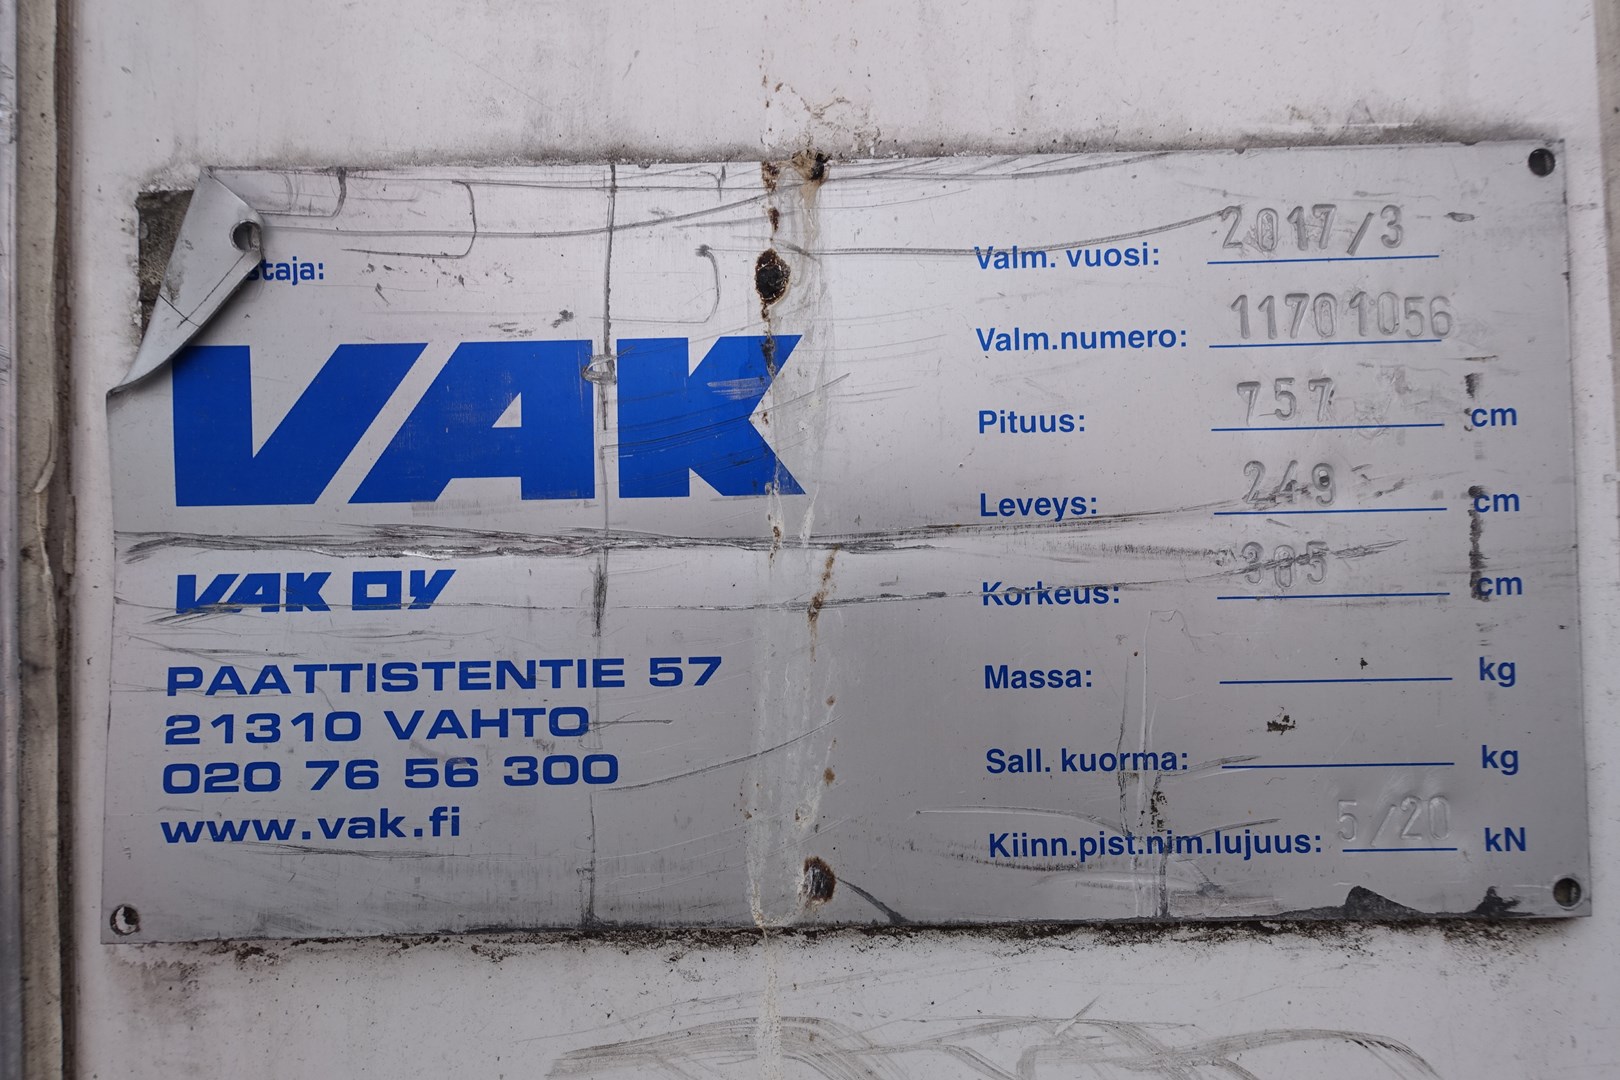 staja:
VAK
VAK OY
PAATTISTENTIE 57
21310 VAHTO
020 76 56 300
www.vak.fi
Valm. vuosi: 2017/3
Valm.numero: 11701056
Pituus: 757 cm
Leveys: 249 cm
Korkeus: 305 cm
Massa: kg
Sall. kuorma: kg
Kiinn.pist.nim.lujuus: 5/20 kN